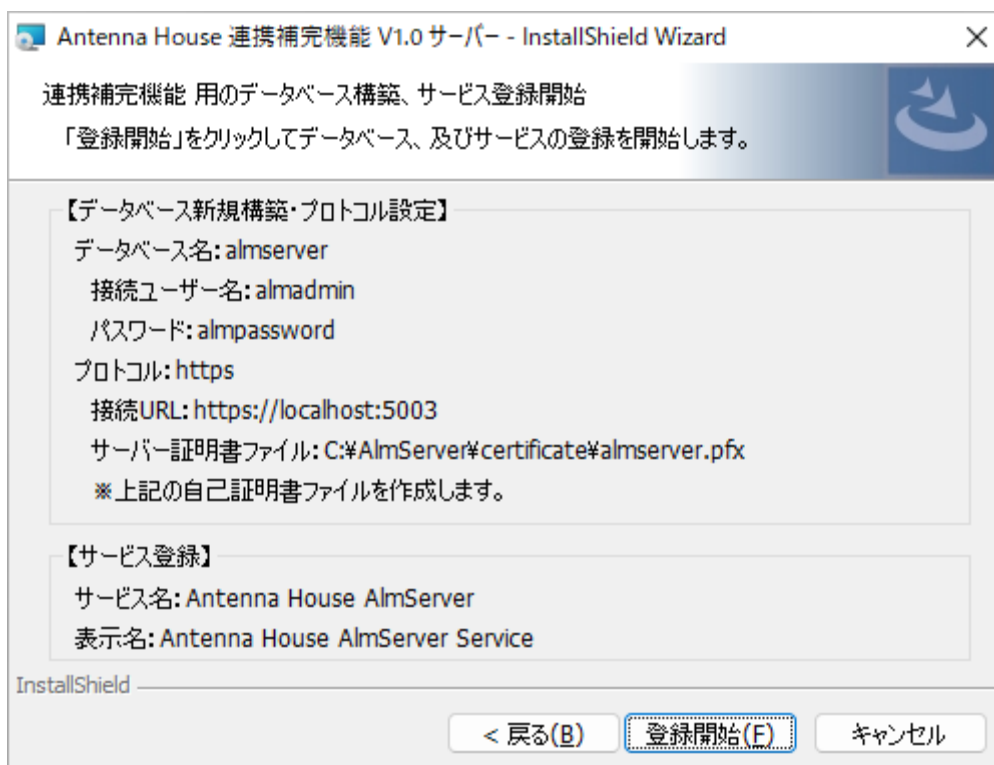 Antenna House 連携補完機能 V1.0 サーバー - InstallShield Wizard
連携補完機能 用のデータベース構築、サービス登録開始
「登録開始」をクリックしてデータベース、及びサービスの登録を開始します。
【データベース新規構築・プロトコル設定】
データベース名: almserver
接続ユーザー名: almadmin
パスワード: almpassword
プロトコル: https
接続URL: https://localhost:5003
サーバー証明書ファイル: C:¥AlmServer¥certificate¥almserver.pfx
※上記の自己証明書ファイルを作成します。
【サービス登録】
サービス名: Antenna House AlmServer
表示名: Antenna House AlmServer Service
InstallShield
< 戻る(B) 登録開始(F) キャンセル